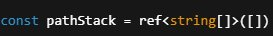 const pathStack = ref<string[]>([])